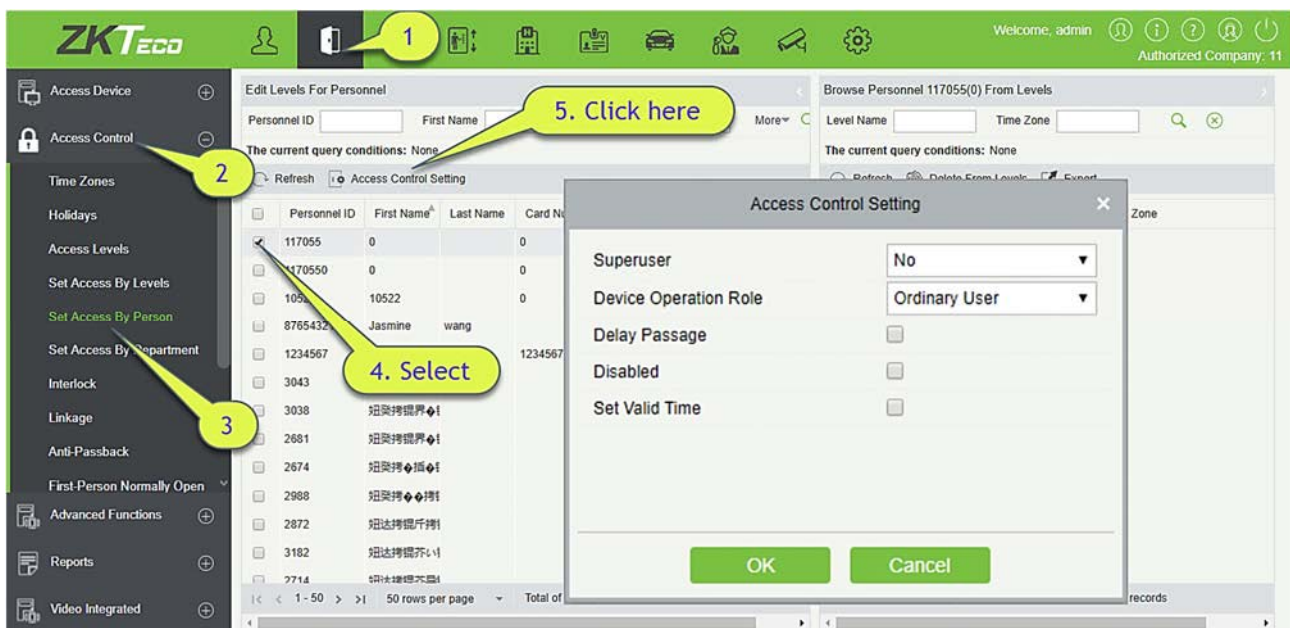 ZKTECO
1
Welcome, admin
Authorized Company: 11
Access Device
Access Control
2
Time Zones
Holidays
Access Levels
Set Access By Levels
Set Access By Person
Set Access By Department
Interlock
3
Linkage
Anti-Passback
First-Person Normally Open
Advanced Functions
Reports
Video Integrated
Edit Levels For Personnel
Personnel ID First Name More
5. Click here
The current query conditions: None
Refresh Access Control Setting
Personnel ID First Name Last Name Card
117055 0 0
1170550 0 0
10522 0
Jasmine wang
1234567 1234567
4. Select
3043
3038
2681
2674
2988
2872
3182
2714
1 - 50 50 rows per page Total of
Browse Personnel 117055(0) From Levels
Level Name Time Zone
The current query conditions: None
Refresh Delete From Levels Export
Zone
Access Control Setting
Superuser No
Device Operation Role Ordinary User
Delay Passage
Disabled
Set Valid Time
OK Cancel
records